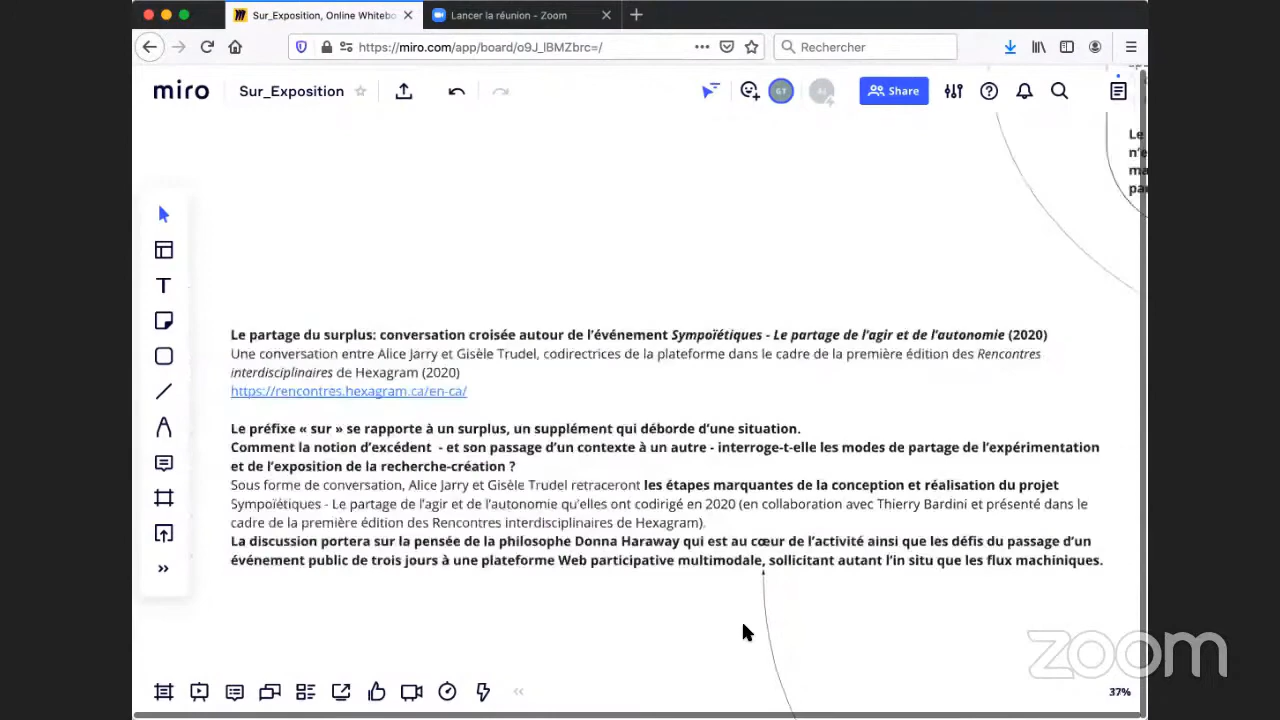 Sur_Exposition, Online Whitebo
Lancer la réunion - Zoom
https://miro.com/app/board/o9J_lBMZbrc=/
Rechercher
miro
Sur_Exposition
GT
Share
Le
n'e
ma
pa
T
Le partage du surplus: conversation croisée autour de l'événement Sympoïétiques - Le partage de l'agir et de l'autonomie (2020)
Une conversation entre Alice Jarry et Gisèle Trudel, codirectrices de la plateforme dans le cadre de la première édition des Rencontres
interdisciplinaires de Hexagram (2020)
https://rencontres.hexagram.ca/en-ca/
Le préfixe « sur » se rapporte à un surplus, un supplément qui déborde d'une situation.
Comment la notion d'excédent - et son passage d'un contexte à un autre - interroge-t-elle les modes de partage de l'expérimentation
et de l'exposition de la recherche-création ?
Sous forme de conversation, Alice Jarry et Gisèle Trudel retraceront les étapes marquantes de la conception et réalisation du projet
Sympoïétiques - Le partage de l'agir et de l'autonomie qu'elles ont codirigé en 2020 (en collaboration avec Thierry Bardini et présenté dans le
cadre de la première édition des Rencontres interdisciplinaires de Hexagram).
La discussion portera sur la pensée de la philosophe Donna Haraway qui est au cœur de l'activité ainsi que les défis du passage d'un
événement public de trois jours à une plateforme Web participative multimodale, sollicitant autant l'in situ que les flux machiniques.
zoom
37%